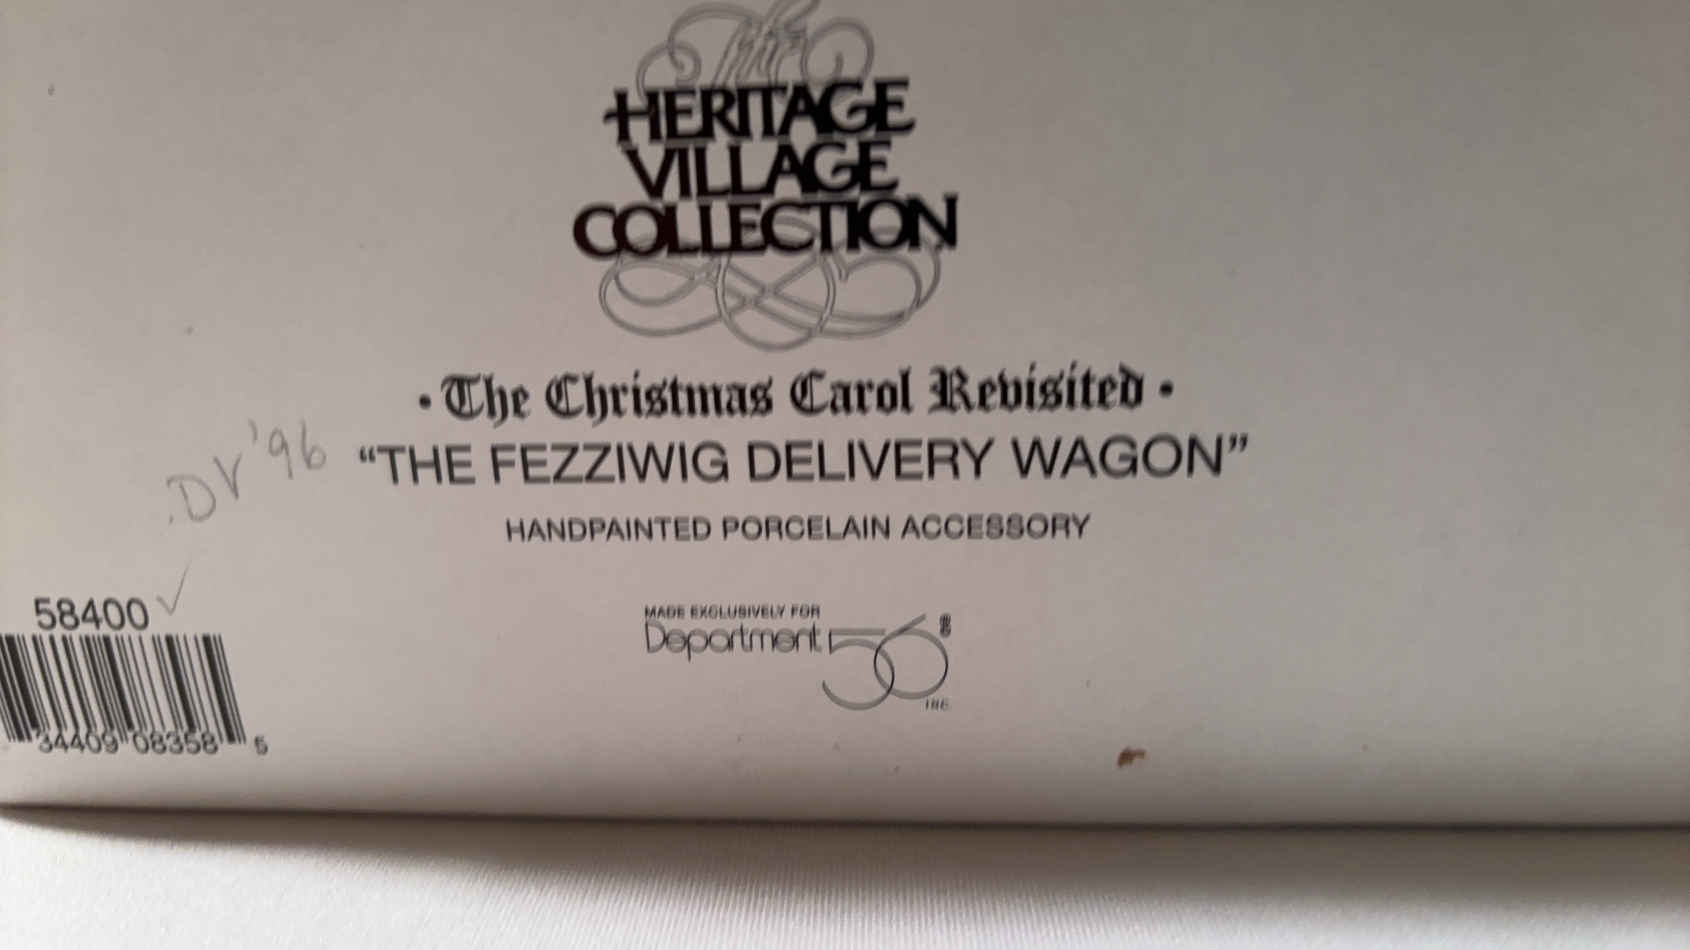 The
HERITAGE
VILLAGE
COLLECTION
• The Christmas Carol Revisited •
DV '96
“THE FEZZIWIG DELIVERY WAGON”
HANDPAINTED PORCELAIN ACCESSORY
58400 ✓
34409 08358 5
MADE EXCLUSIVELY FOR
Department 56®
INC